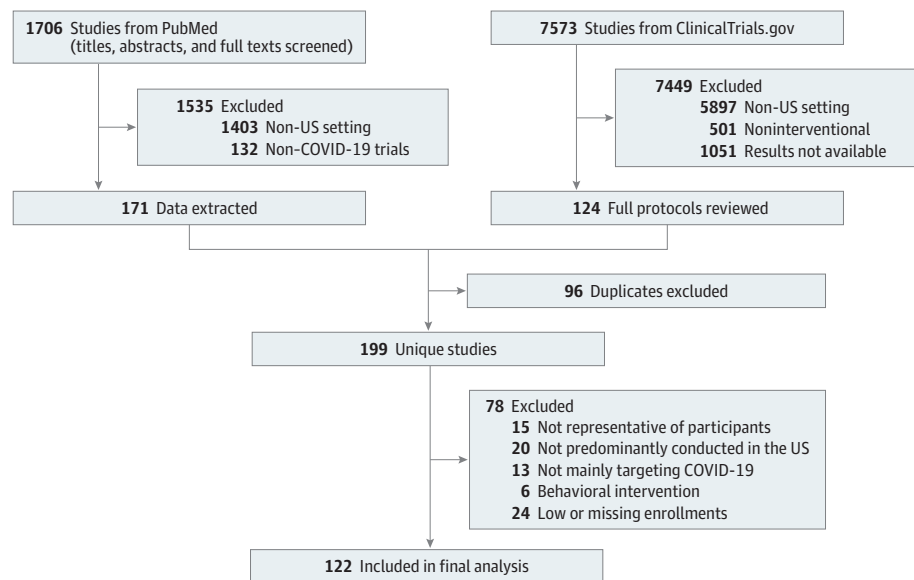 1706 Studies from PubMed
(titles, abstracts, and full texts screened)
7573 Studies from ClinicalTrials.gov
1535 Excluded
1403 Non-US setting
132 Non-COVID-19 trials
7449 Excluded
5897 Non-US setting
501 Noninterventional
1051 Results not available
171 Data extracted
124 Full protocols reviewed
96 Duplicates excluded
199 Unique studies
78 Excluded
15 Not representative of participants
20 Not predominantly conducted in the US
13 Not mainly targeting COVID-19
6 Behavioral intervention
24 Low or missing enrollments
122 Included in final analysis